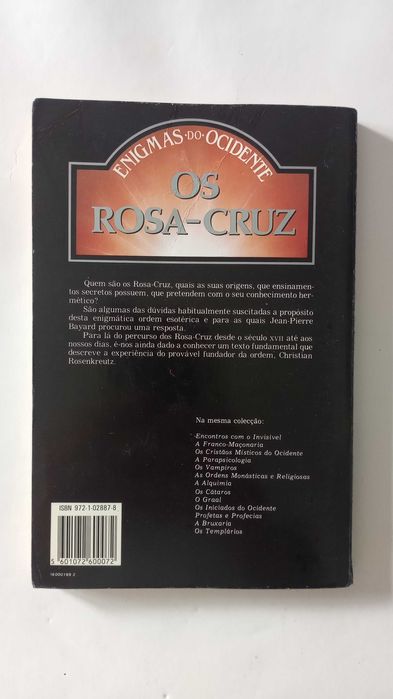 ENIGMAS·DO·OCIDENTE
OS
ROSA-CRUZ
Quem são os Rosa-Cruz, quais as suas origens, que ensinamen-
tos secretos possuem, que pretendem com o seu conhecimento her-
mético?
São algumas das dúvidas habitualmente suscitadas a propósito
desta enigmática ordem esotérica e para as quais Jean-Pierre
Bayard procurou uma resposta.
Para lá do percurso dos Rosa-Cruz desde o século XVII até aos
nossos dias, é-nos ainda dado a conhecer um texto fundamental que
descreve a experiência do provável fundador da ordem, Christian
Rosenkreutz.
Na mesma colecção:
Encontros com o Invisível
A Franco-Maçonaria
Os Cristãos Místicos do Ocidente
A Parapsicologia
Os Vampiros
As Ordens Monásticas e Religiosas
A Alquimia
Os Cátaros
O Graal
Os Iniciados do Ocidente
Profetas e Profecias
A Bruxaria
Os Templários
ISBN 972-1-02887-8
5 601072 600072